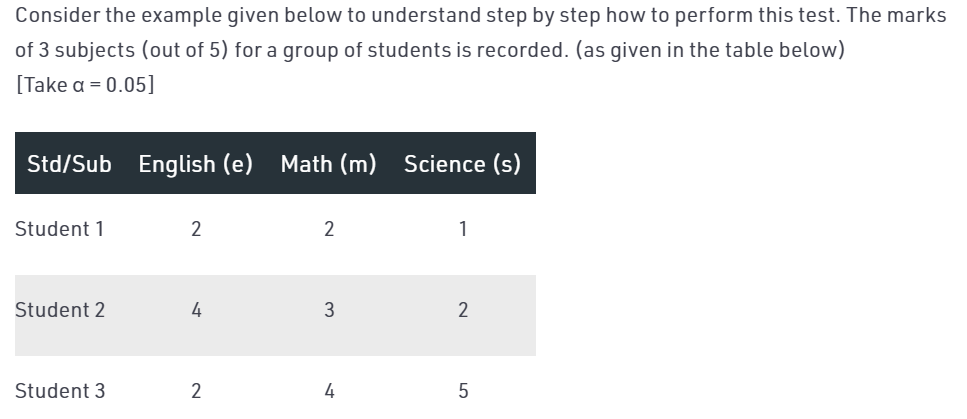 Consider the example given below to understand step by step how to perform this test. The marks
of 3 subjects (out of 5) for a group of students is recorded. (as given in the table below)
[Take α = 0.05]
Std/Sub English (e) Math (m) Science (s)
Student 1 2 2 1
Student 2 4 3 2
Student 3 2 4 5